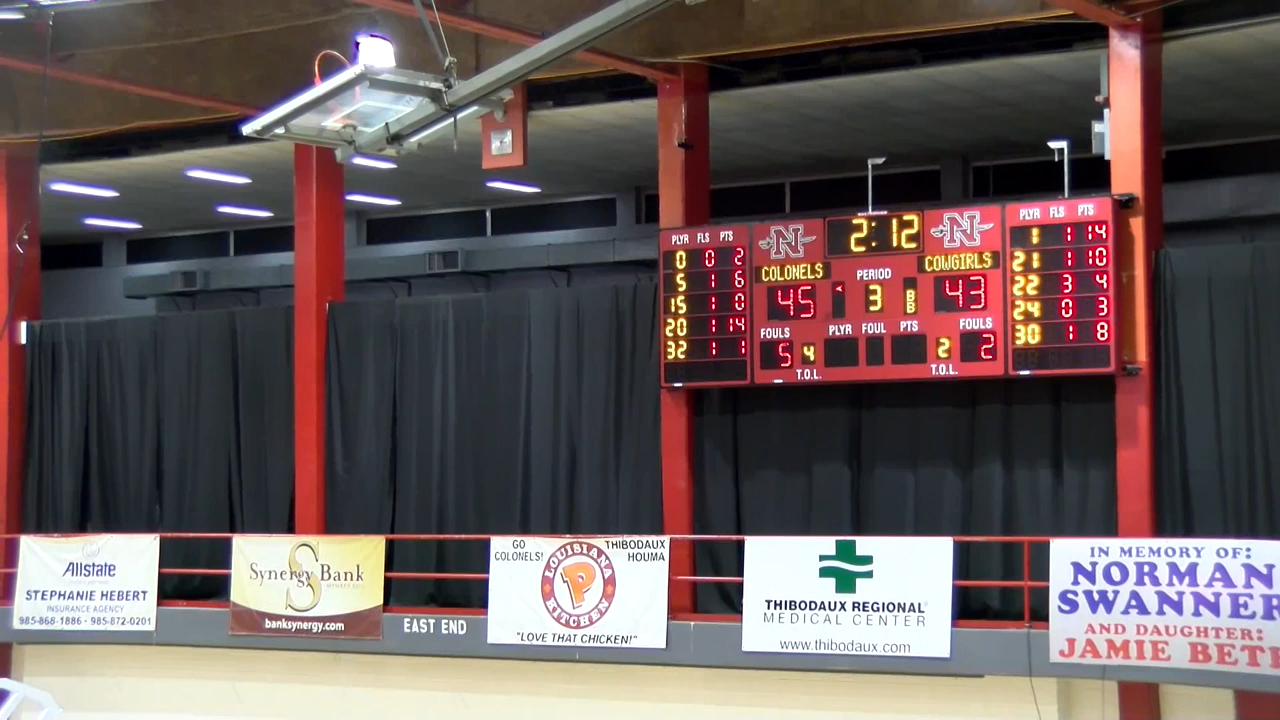 PLYR FLS PTS
0 0 2
5 1 6
15 1 0
20 1 14
32 1 1
N
2:12
N
COLONELS
COWGIRLS
PERIOD
45
3
B
B
43
FOULS
PLYR FOUL PTS
FOULS
5 4
2 2
T.O.L.
T.O.L.
PLYR FLS PTS
1 1 14
21 1 10
22 3 4
24 0 3
30 1 8
Allstate
STEPHANIE HEBERT
INSURANCE AGENCY
985-868-1886 - 985-872-0201
S
Synergy Bank
banksynergy.com
EAST END
GO
COLONELS!
THIBODAUX
HOUMA
LOUISIANA
P
KITCHEN
"LOVE THAT CHICKEN!"
THIBODAUX REGIONAL
MEDICAL CENTER
www.thibodaux.com
IN MEMORY OF:
NORMAN
SWANNER
AND DAUGHTER:
JAMIE BETH